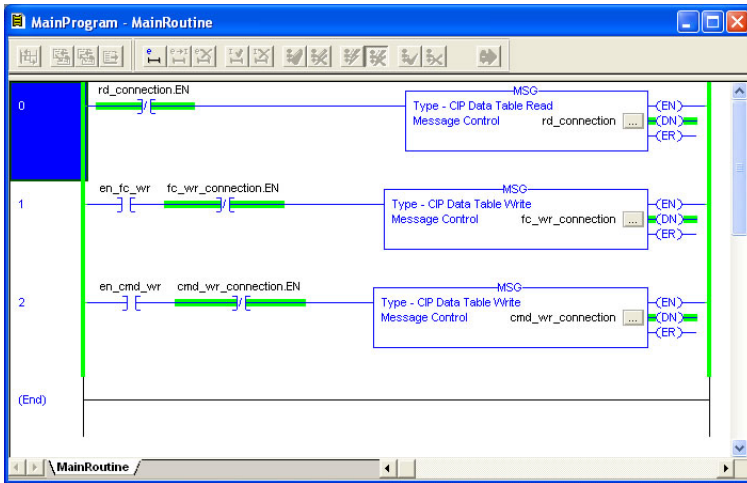 MainProgram - MainRoutine
0
rd_connection.EN
MSG
Type - CIP Data Table Read
Message Control rd_connection ...
EN
DN
ER
1
en_fc_wr fc_wr_connection.EN
MSG
Type - CIP Data Table Write
Message Control fc_wr_connection ...
EN
DN
ER
2
en_cmd_wr cmd_wr_connection.EN
MSG
Type - CIP Data Table Write
Message Control cmd_wr_connection ...
EN
DN
ER
(End)
MainRoutine